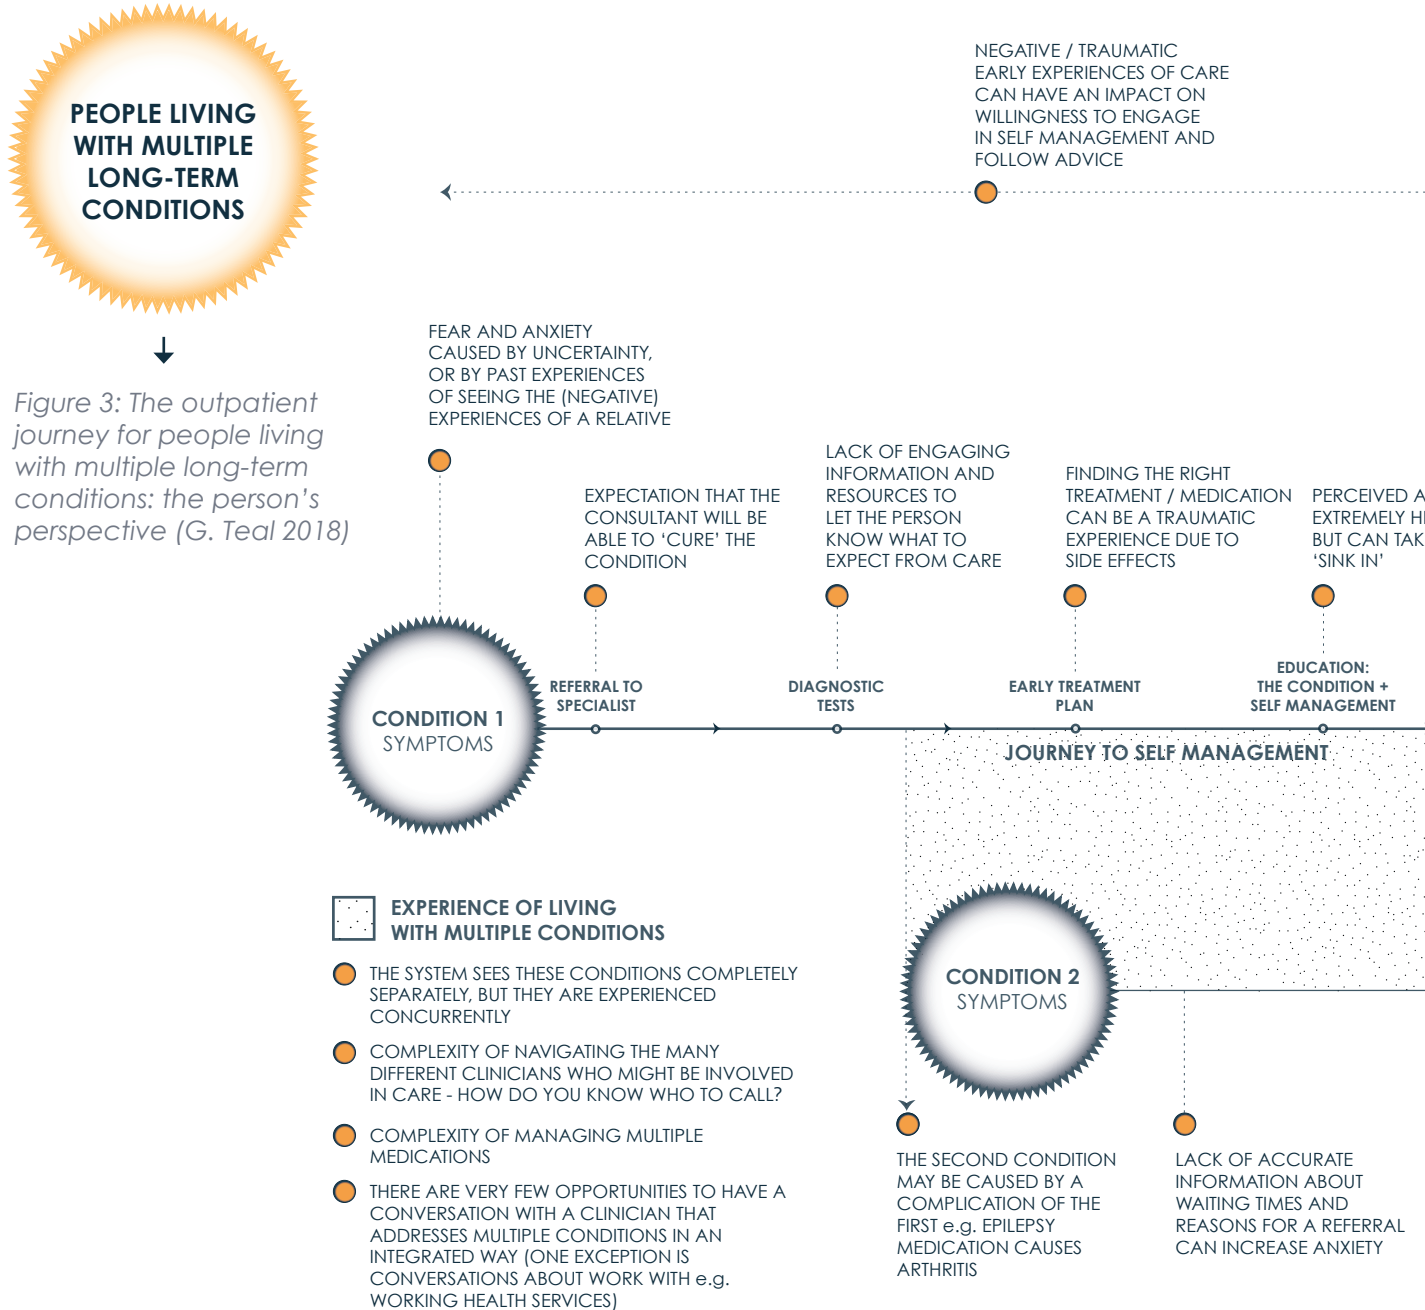 PEOPLE LIVING
WITH MULTIPLE
LONG-TERM
CONDITIONS
Figure 3: The outpatient
journey for people living
with multiple long-term
conditions: the person's
perspective (G. Teal 2018)
NEGATIVE / TRAUMATIC
EARLY EXPERIENCES OF CARE
CAN HAVE AN IMPACT ON
WILLINGNESS TO ENGAGE
IN SELF MANAGEMENT AND
FOLLOW ADVICE
FEAR AND ANXIETY
CAUSED BY UNCERTAINTY,
OR BY PAST EXPERIENCES
OF SEEING THE (NEGATIVE)
EXPERIENCES OF A RELATIVE
EXPECTATION THAT THE
CONSULTANT WILL BE
ABLE TO ‘CURE’ THE
CONDITION
LACK OF ENGAGING
INFORMATION AND
RESOURCES TO
LET THE PERSON
KNOW WHAT TO
EXPECT FROM CARE
FINDING THE RIGHT
TREATMENT / MEDICATION
CAN BE A TRAUMATIC
EXPERIENCE DUE TO
SIDE EFFECTS
PERCEIVED
EXTREMELY
BUT CAN
‘SINK IN’
CONDITION 1
SYMPTOMS
REFERRAL TO
SPECIALIST
DIAGNOSTIC
TESTS
EARLY TREATMENT
PLAN
EDUCATION:
THE CONDITION +
SELF MANAGEMENT
JOURNEY TO SELF MANAGEMENT
EXPERIENCE OF LIVING
WITH MULTIPLE CONDITIONS
THE SYSTEM SEES THESE CONDITIONS COMPLETELY
SEPARATELY, BUT THEY ARE EXPERIENCED
CONCURRENTLY
COMPLEXITY OF NAVIGATING THE MANY
DIFFERENT CLINICIANS WHO MIGHT BE INVOLVED
IN CARE - HOW DO YOU KNOW WHO TO CALL?
COMPLEXITY OF MANAGING MULTIPLE
MEDICATIONS
THERE ARE VERY FEW OPPORTUNITIES TO HAVE A
CONVERSATION WITH A CLINICIAN THAT
ADDRESSES MULTIPLE CONDITIONS IN AN
INTEGRATED WAY (ONE EXCEPTION IS
CONVERSATIONS ABOUT WORK WITH e.g.
WORKING HEALTH SERVICES)
CONDITION 2
SYMPTOMS
THE SECOND CONDITION
MAY BE CAUSED BY A
COMPLICATION OF THE
FIRST e.g. EPILEPSY
MEDICATION CAUSES
ARTHRITIS
LACK OF ACCURATE
INFORMATION ABOUT
WAITING TIMES AND
REASONS FOR A REFERRAL
CAN INCREASE ANXIETY